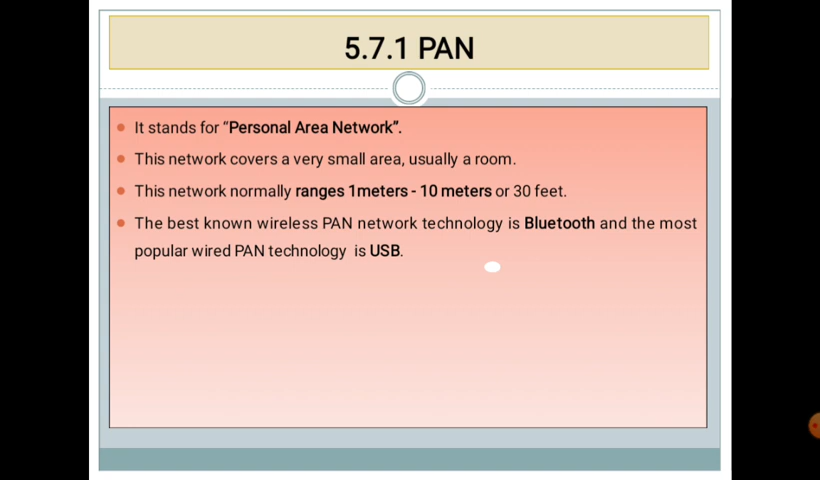 5.7.1 PAN
It stands for “Personal Area Network”.
This network covers a very small area, usually a room.
This network normally ranges 1meters - 10 meters or 30 feet.
The best known wireless PAN network technology is Bluetooth and the most
popular wired PAN technology is USB.